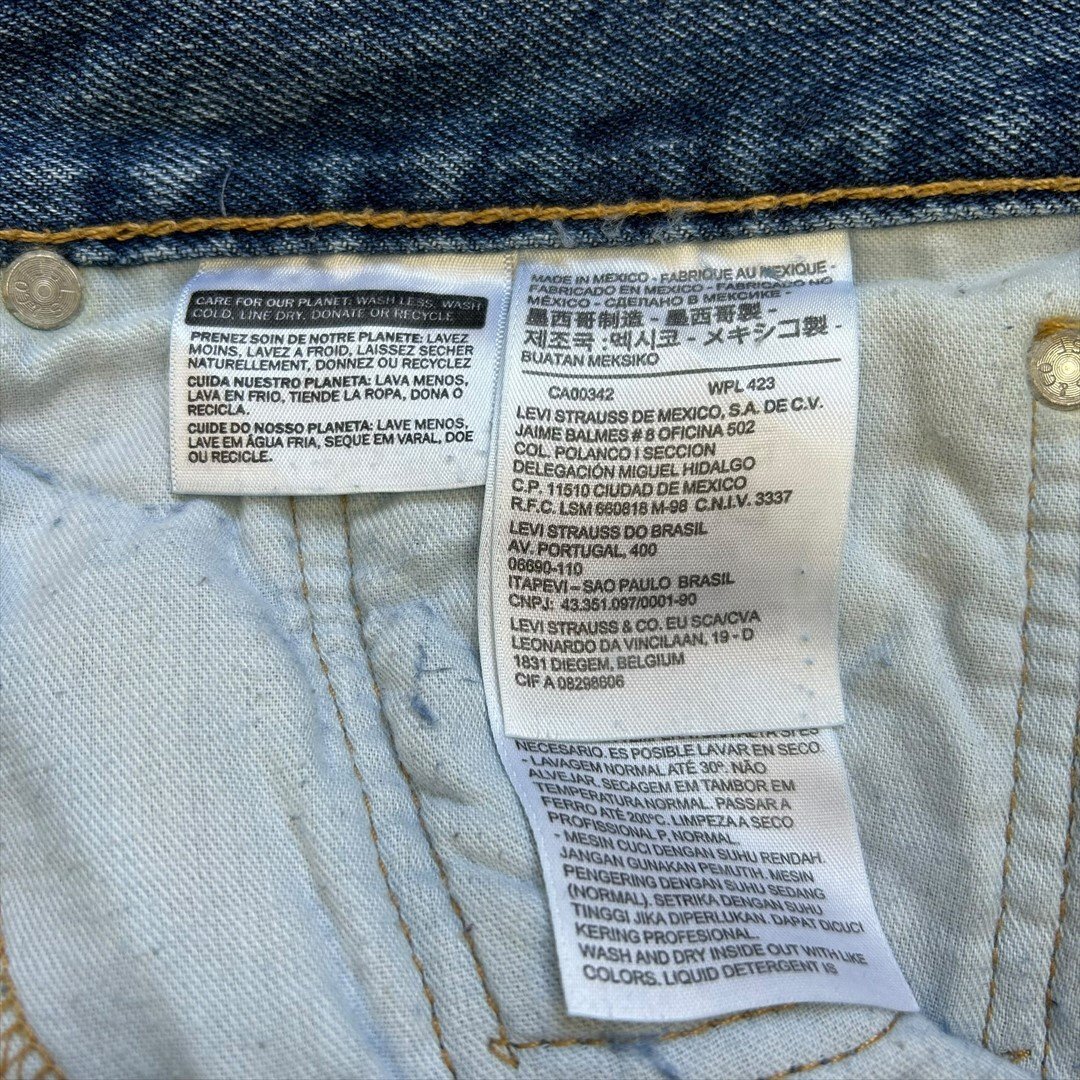 CARE FOR OUR PLANET: WASH LESS, WASH
COLD, LINE DRY, DONATE OR RECYCLE
PRENEZ SOIN DE NOTRE PLANETE: LAVEZ
MOINS, LAVEZ A FROID, LAISSEZ SECHER
NATURELLEMENT, DONNEZ OU RECYCLEZ
CUIDA NUESTRO PLANETA: LAVA MENOS,
LAVA EN FRIO, TIENDE LA ROPA, DONA O
RECICLA.
CUIDE DO NOSSO PLANETA: LAVE MENOS,
LAVE EM ÁGUA FRIA, SEQUE EM VARAL, DOE
OU RECICLE.
MADE IN MEXICO - FABRIQUE AU MEXIQUE -
FABRICADO EN MEXICO - FABRICADO NO
MÉXICO - СДЕЛАНО В МЕКСИКЕ -
墨西哥制造 - 墨西哥製 -
제조국 :멕시코 - メキシコ製 -
BUATAN MEKSIKO
CA00342 WPL 423
LEVI STRAUSS DE MEXICO, S.A. DE C.V.
JAIME BALMES # 8 OFICINA 502
COL. POLANCO I SECCION
DELEGACIÓN MIGUEL HIDALGO
C.P. 11510 CIUDAD DE MEXICO
R.F.C. LSM 660818 M-98 C.N.I.V. 3337
LEVI STRAUSS DO BRASIL
AV. PORTUGAL, 400
06690-110
ITAPEVI – SAO PAULO BRASIL
CNPJ: 43.351.097/0001-90
LEVI STRAUSS & CO. EU SCA/CVA
LEONARDO DA VINCILAAN, 19 - D
1831 DIEGEM, BELGIUM
CIF A 08298606
SI ES
NECESARIO. ES POSIBLE LAVAR EN SECO
- LAVAGEM NORMAL ATÉ 30º. NÃO
ALVEJAR. SECAGEM EM TAMBOR EM
TEMPERATURA NORMAL. PASSAR A
FERRO ATÉ 200ºC. LIMPEZA A SECO
PROFISSIONAL P. NORMAL.
- MESIN CUCI DENGAN SUHU RENDAH.
JANGAN GUNAKAN PEMUTIH. MESIN
PENGERING DENGAN SUHU SEDANG
(NORMAL). SETRIKA DENGAN SUHU
TINGGI JIKA DIPERLUKAN. DAPAT DICUCI
KERING PROFESIONAL.
WASH AND DRY INSIDE OUT WITH LIKE
COLORS. LIQUID DETERGENT IS